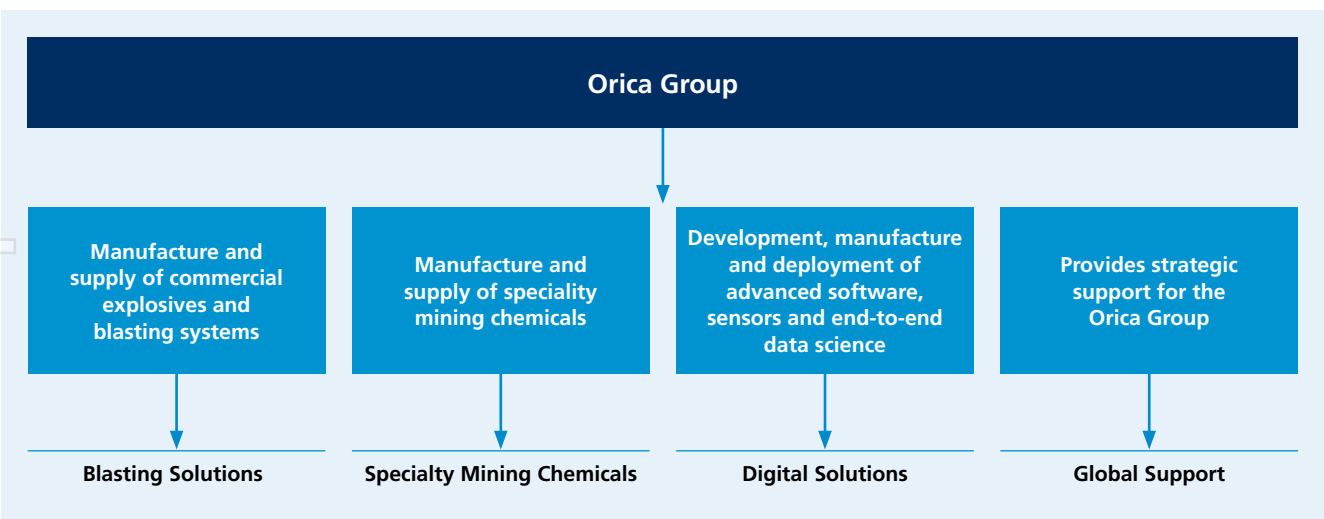 Orica Group
Manufacture and
supply of commercial
explosives and
blasting systems
Manufacture and
supply of speciality
mining chemicals
Development, manufacture
and deployment of
advanced software,
sensors and end-to-end
data science
Provides strategic
support for the
Orica Group
Blasting Solutions
Specialty Mining Chemicals
Digital Solutions
Global Support